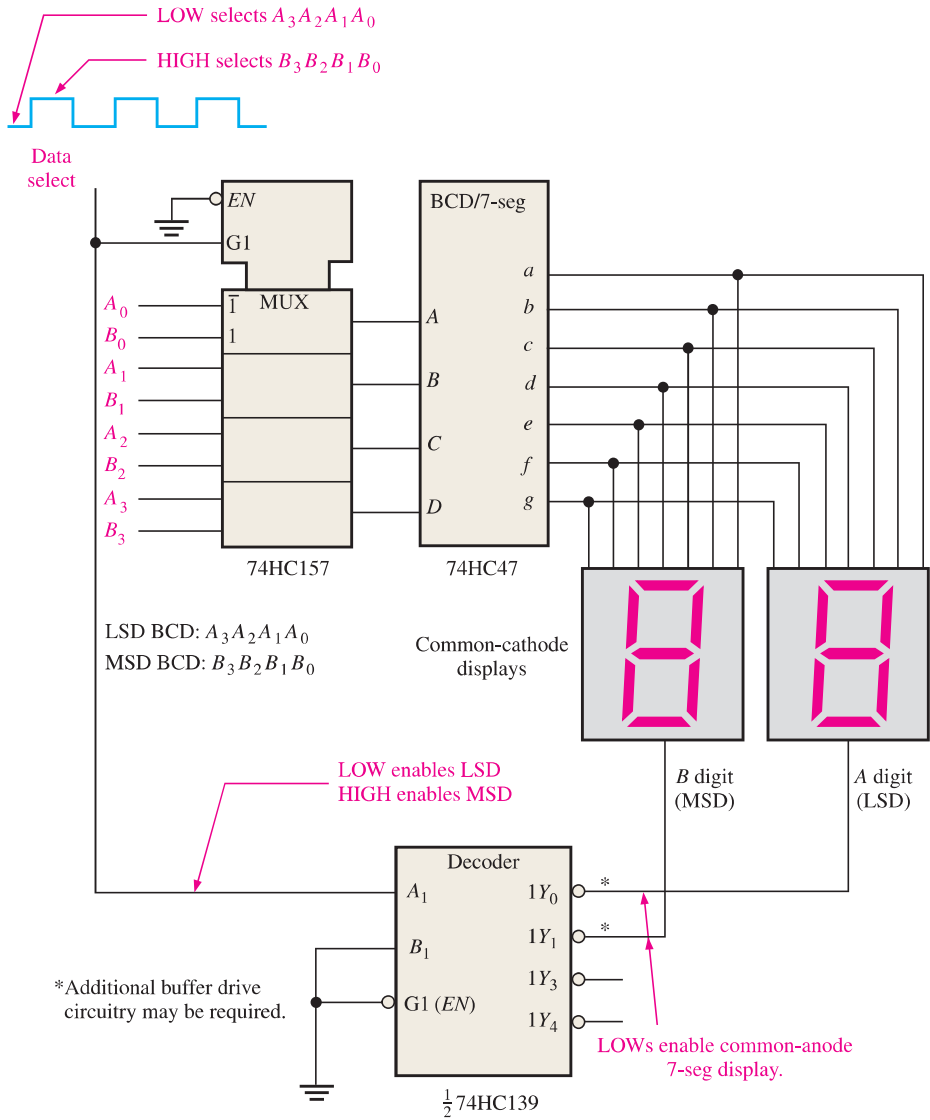 LOW selects A3A2A1A0
HIGH selects B3B2B1B0
Data
select
EN
G1
MUX
A0
1̅
B0
1
A1
B1
A2
B2
A3
B3
74HC157
BCD/7-seg
A
B
C
D
a
b
c
d
e
f
g
74HC47
LSD BCD: A3A2A1A0
MSD BCD: B3B2B1B0
Common-cathode
displays
B digit
(MSD)
A digit
(LSD)
LOW enables LSD
HIGH enables MSD
Decoder
A1
1Y0
*
B1
1Y1
*
G1 (EN)
1Y3
1Y4
*Additional buffer drive
circuitry may be required.
LOWs enable common-anode
7-seg display.
1/2 74HC139